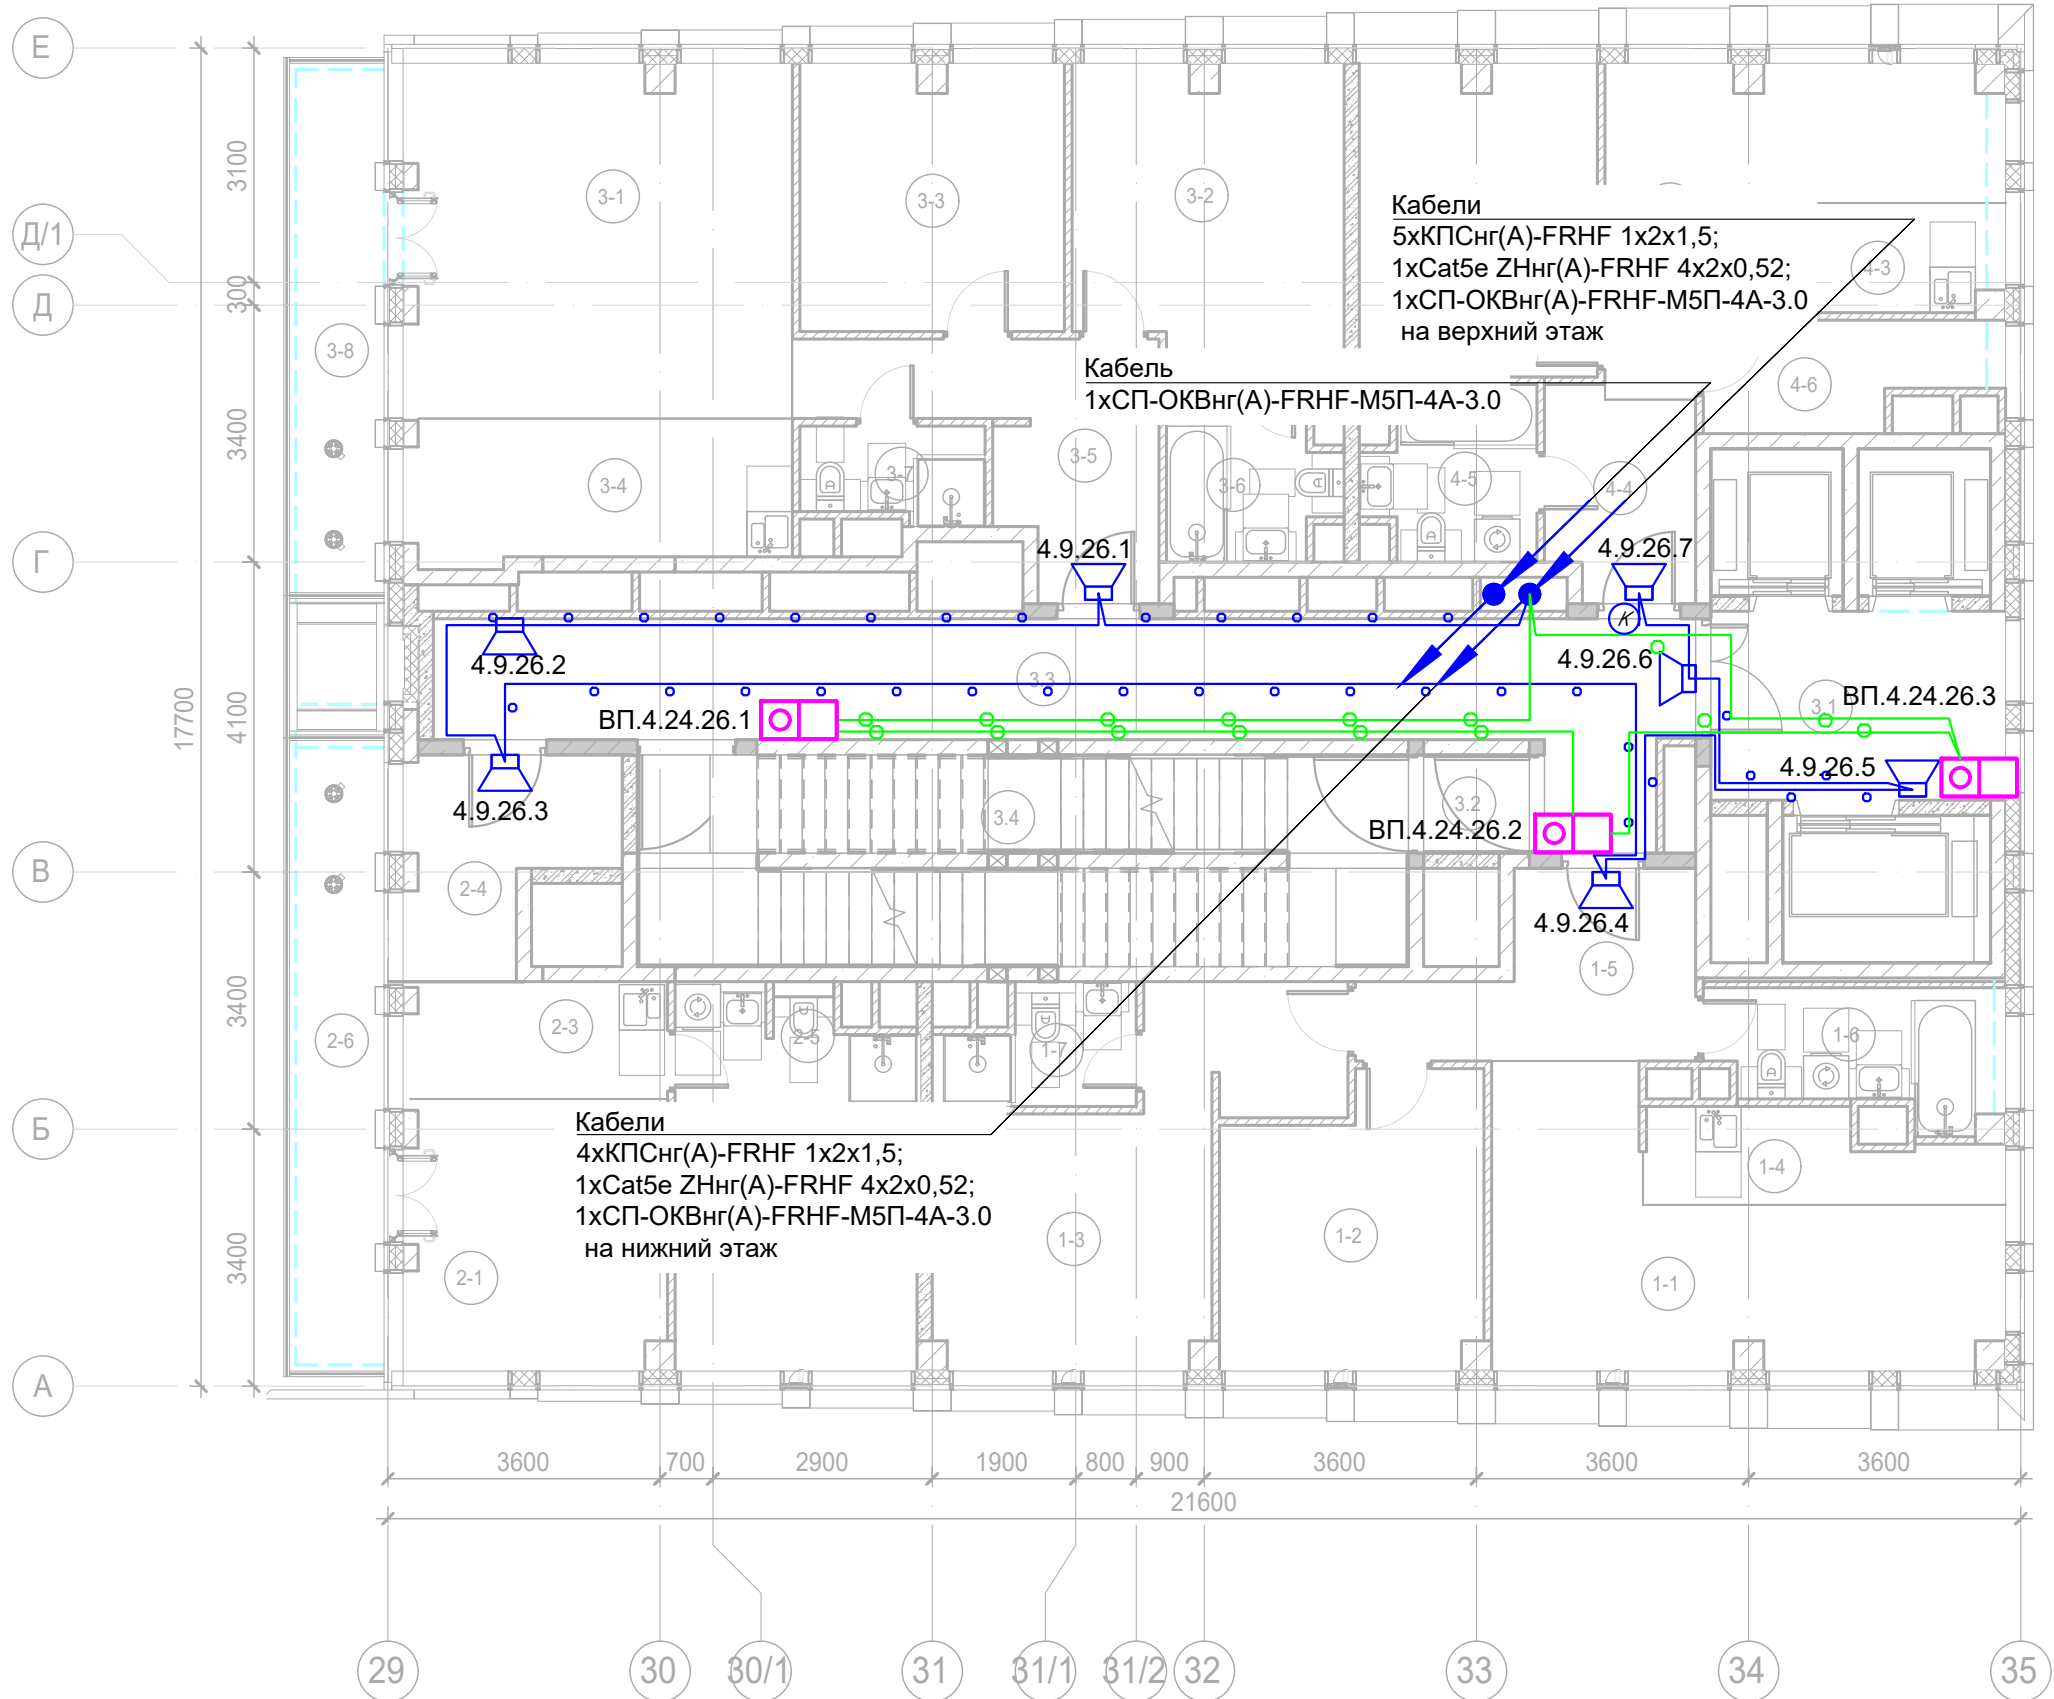 Е
Д/1
Д
Г
В
Б
А
3100
300
3400
4100
3400
3400
17700
3-1
3-3
3-2
Кабели
5хКПСнг(А)-FRHF 1х2х1,5;
1хCat5e ZHнг(А)-FRHF 4х2х0,52;
1хСП-ОКВнг(А)-FRHF-М5П-4А-3.0
на верхний этаж
4-3
3-8
Кабель
1хСП-ОКВнг(А)-FRHF-М5П-4А-3.0
4-6
3-4
3-7
3-5
3-6
4-5
4-4
4.9.26.1
4.9.26.7
К
4.9.26.2
3.3
4.9.26.6
3.1
ВП.4.24.26.3
ВП.4.24.26.1
4.9.26.5
4.9.26.3
3.4
3.2
ВП.4.24.26.2
2-4
4.9.26.4
1-5
2-6
2-3
2-5
1-7
1-6
Кабели
4хКПСнг(А)-FRHF 1х2х1,5;
1хCat5e ZHнг(А)-FRHF 4х2х0,52;
1хСП-ОКВнг(А)-FRHF-М5П-4А-3.0
на нижний этаж
1-4
2-1
1-3
1-2
1-1
3600
700
2900
1900
800
900
3600
3600
3600
21600
29
30
30/1
31
31/1
31/2
32
33
34
35